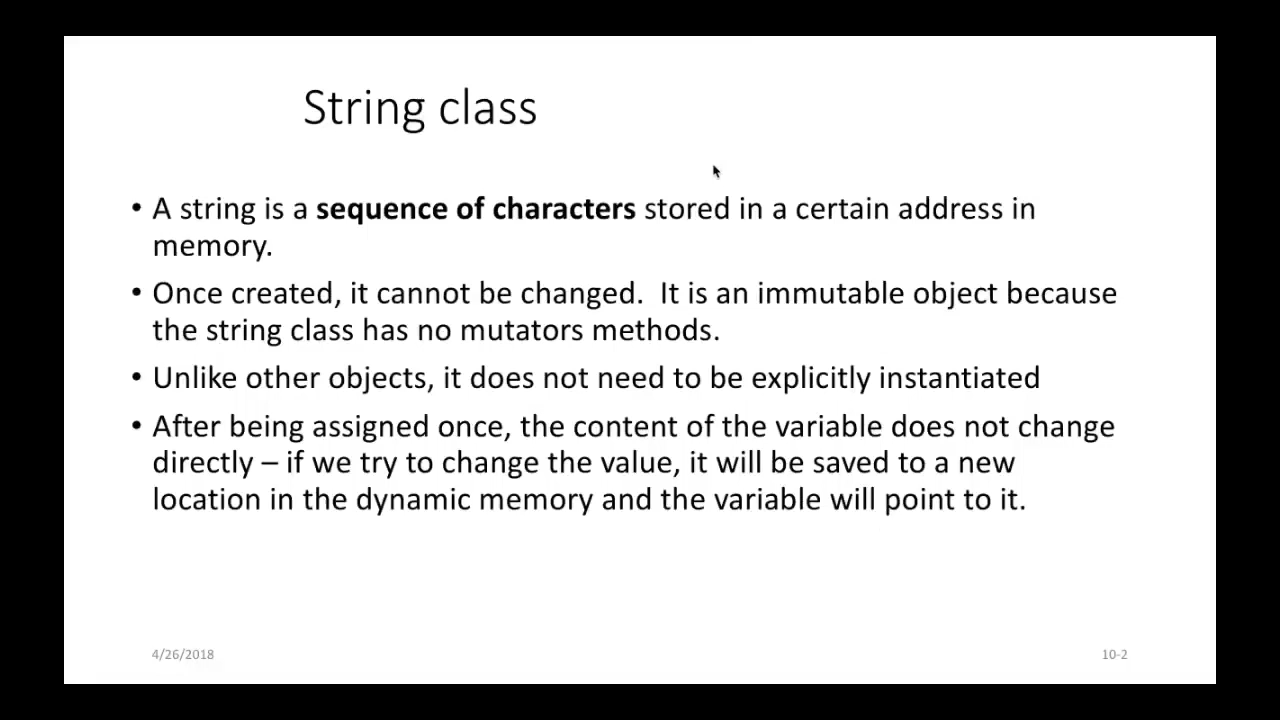 String class
• A string is a sequence of characters stored in a certain address in
memory.
• Once created, it cannot be changed.  It is an immutable object because
the string class has no mutators methods.
• Unlike other objects, it does not need to be explicitly instantiated
• After being assigned once, the content of the variable does not change
directly – if we try to change the value, it will be saved to a new
location in the dynamic memory and the variable will point to it.
4/26/2018
10-2